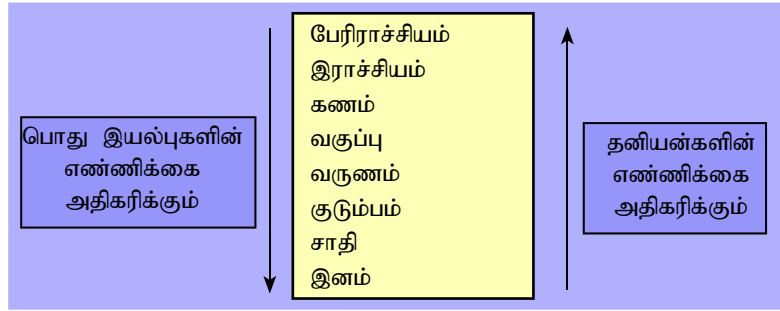 பேரிராச்சியம்
இராச்சியம்
கணம்
வகுப்பு
வருணம்
குடும்பம்
சாதி
இனம்
பொது இயல்புகளின்
எண்ணிக்கை
அதிகரிக்கும்
தனியன்களின்
எண்ணிக்கை
அதிகரிக்கும்